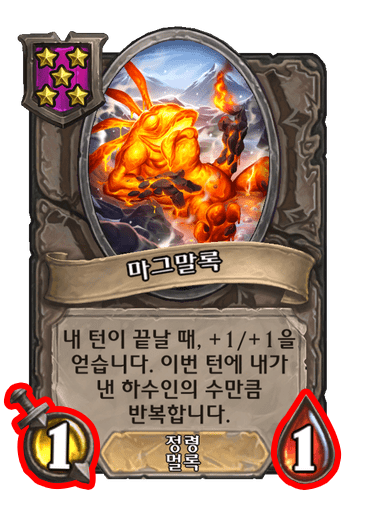 마그말록
내 턴이 끝날 때, +1/+1을
얻습니다. 이번 턴에 내가
낸 하수인의 수만큼
반복합니다.
1
정령
멀록
1